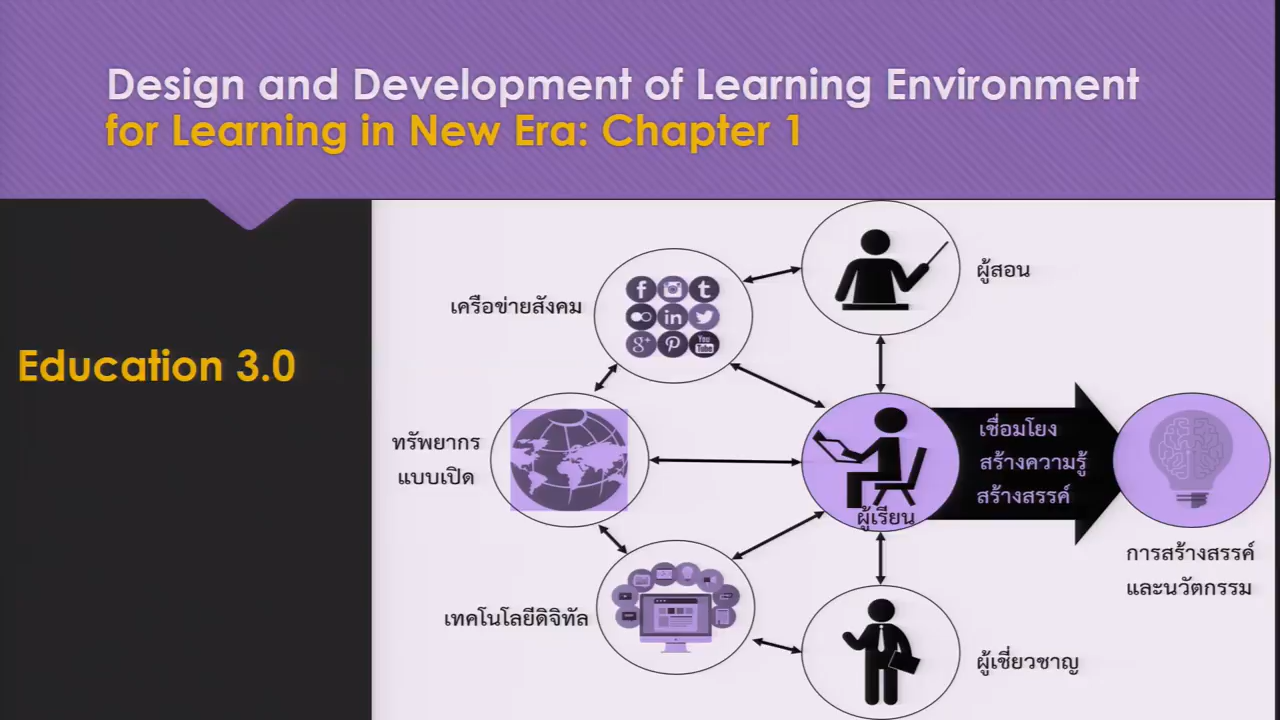 Design and Development of Learning Environment
for Learning in New Era: Chapter 1
Education 3.0
ผู้สอน
เครือข่ายสังคม
f
t
in
g+
You
Tube
ทรัพยากร
แบบเปิด
เชื่อมโยง
สร้างความรู้
สร้างสรรค์
ผู้เรียน
การสร้างสรรค์
และนวัตกรรม
เทคโนโลยีดิจิทัล
ผู้เชี่ยวชาญ